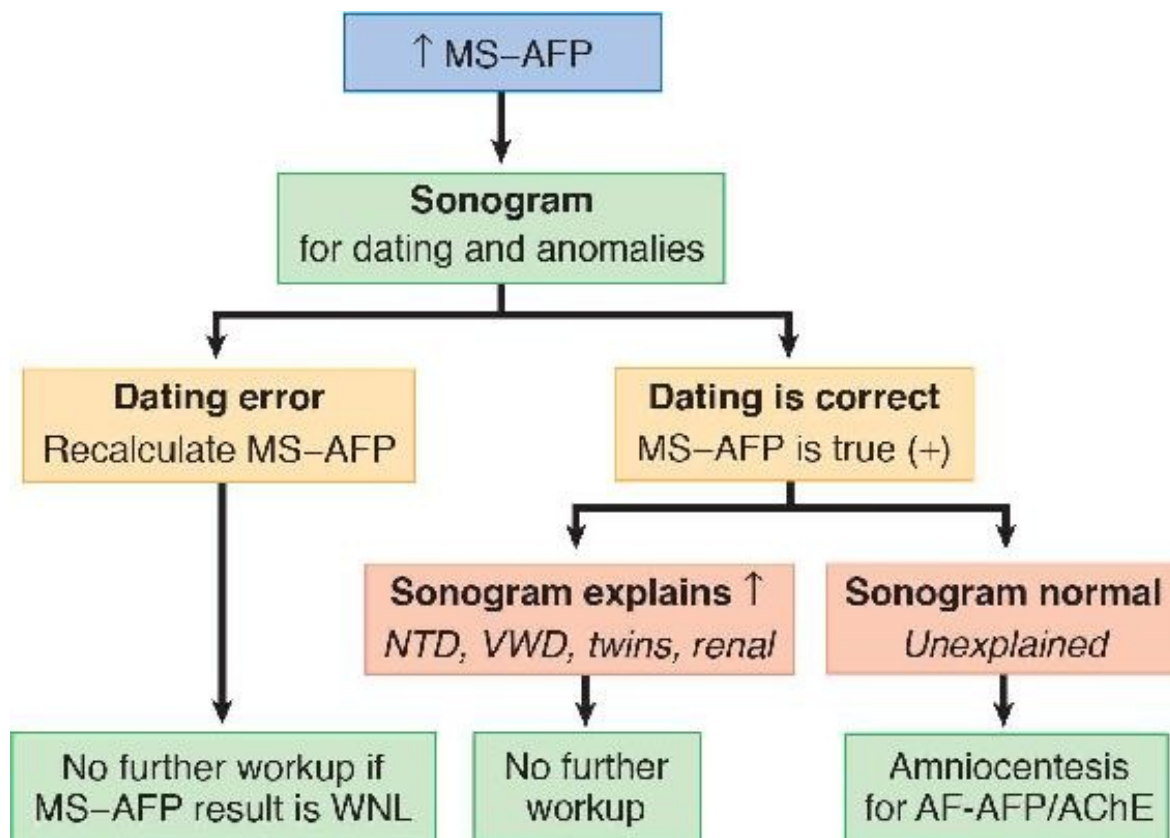 ↑ MS–AFP
Sonogram
for dating and anomalies
Dating error
Recalculate MS–AFP
Dating is correct
MS–AFP is true (+)
Sonogram explains ↑
NTD, VWD, twins, renal
Sonogram normal
Unexplained
No further workup if
MS–AFP result is WNL
No further
workup
Amniocentesis
for AF-AFP/AChE